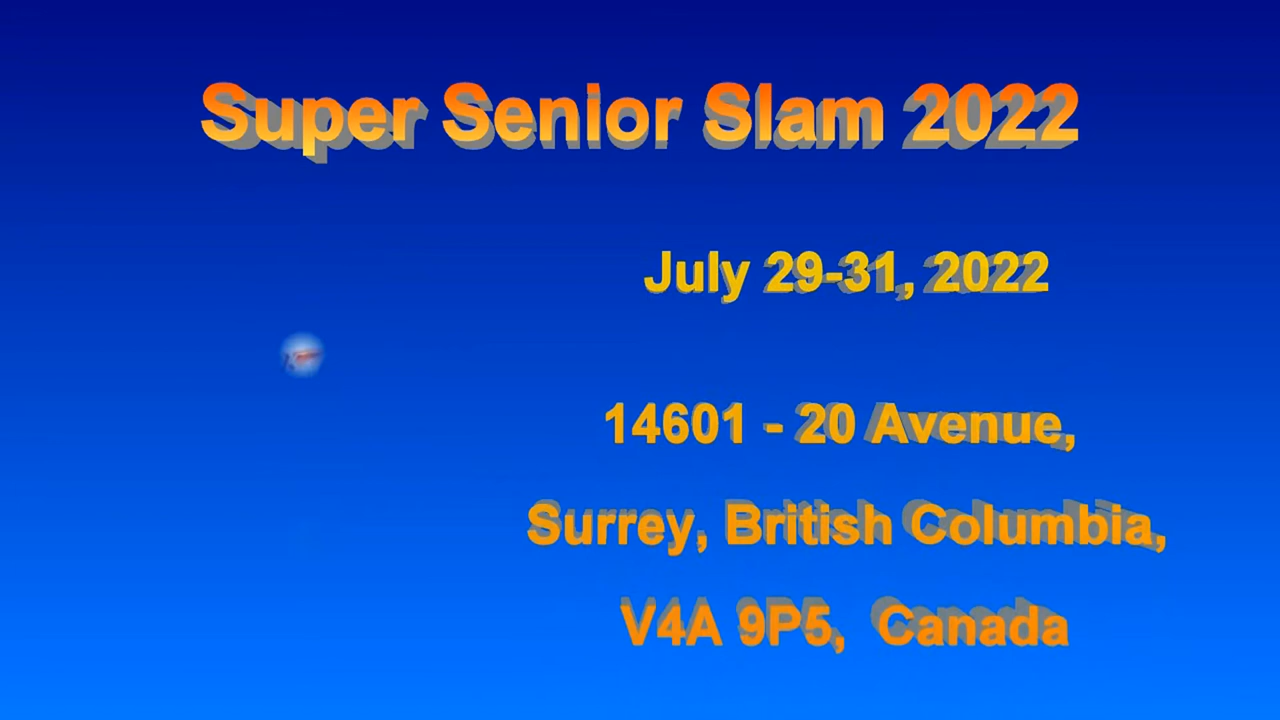 Super Senior Slam 2022
July 29-31, 2022
14601 - 20 Avenue,
Surrey, British Columbia,
V4A 9P5, Canada